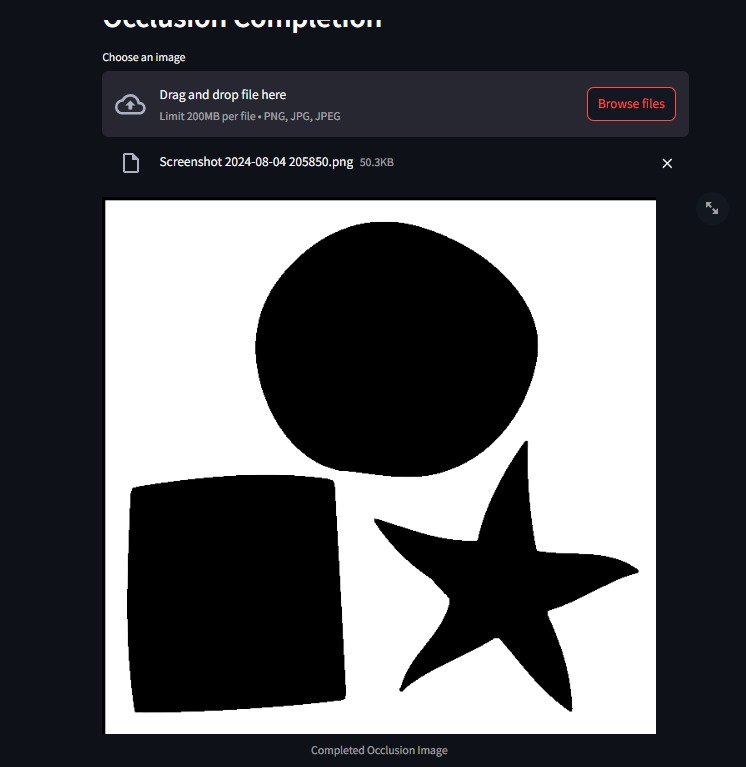 Occlusion Completion
Choose an image
Drag and drop file here
Limit 200MB per file • PNG, JPG, JPEG
Browse files
Screenshot 2024-08-04 205850.png 50.3KB
Completed Occlusion Image